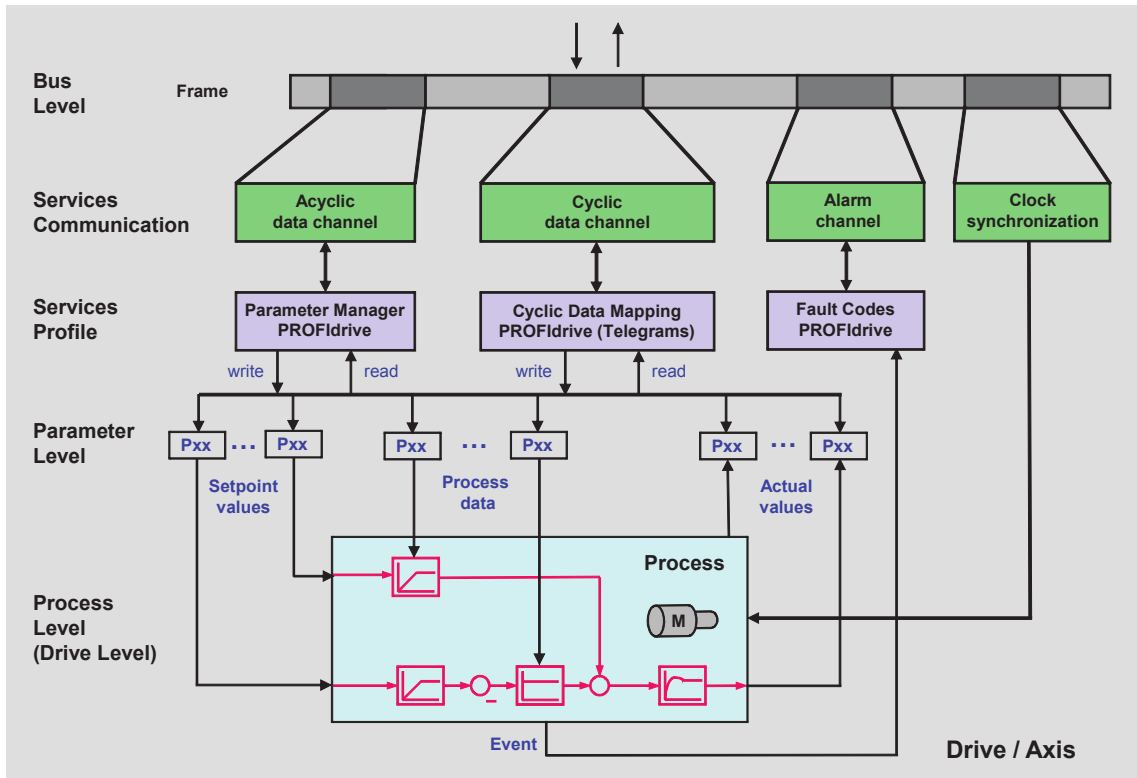 Bus
Level
Frame
Services
Communication
Acyclic
data channel
Cyclic
data channel
Alarm
channel
Clock
synchronization
Services
Profile
Parameter Manager
PROFIdrive
Cyclic Data Mapping
PROFIdrive (Telegrams)
Fault Codes
PROFIdrive
write
read
write
read
Parameter
Level
Pxx ... Pxx
Pxx ... Pxx
Pxx ... Pxx
Setpoint
values
Process
data
Actual
values
Process
Level
(Drive Level)
Process
M
Event
Drive / Axis